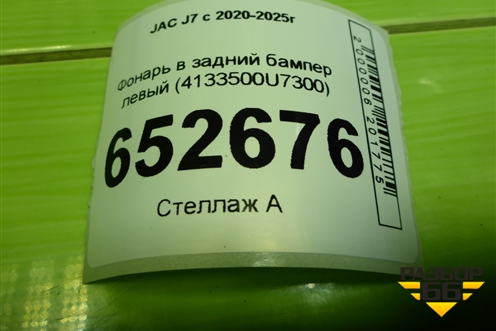 JAC J7 с 2020-2025г
Фонарь в задний бампер
левый (4133500U7300)
652676
Стеллаж А
2000006201775
РАЗБОР
66